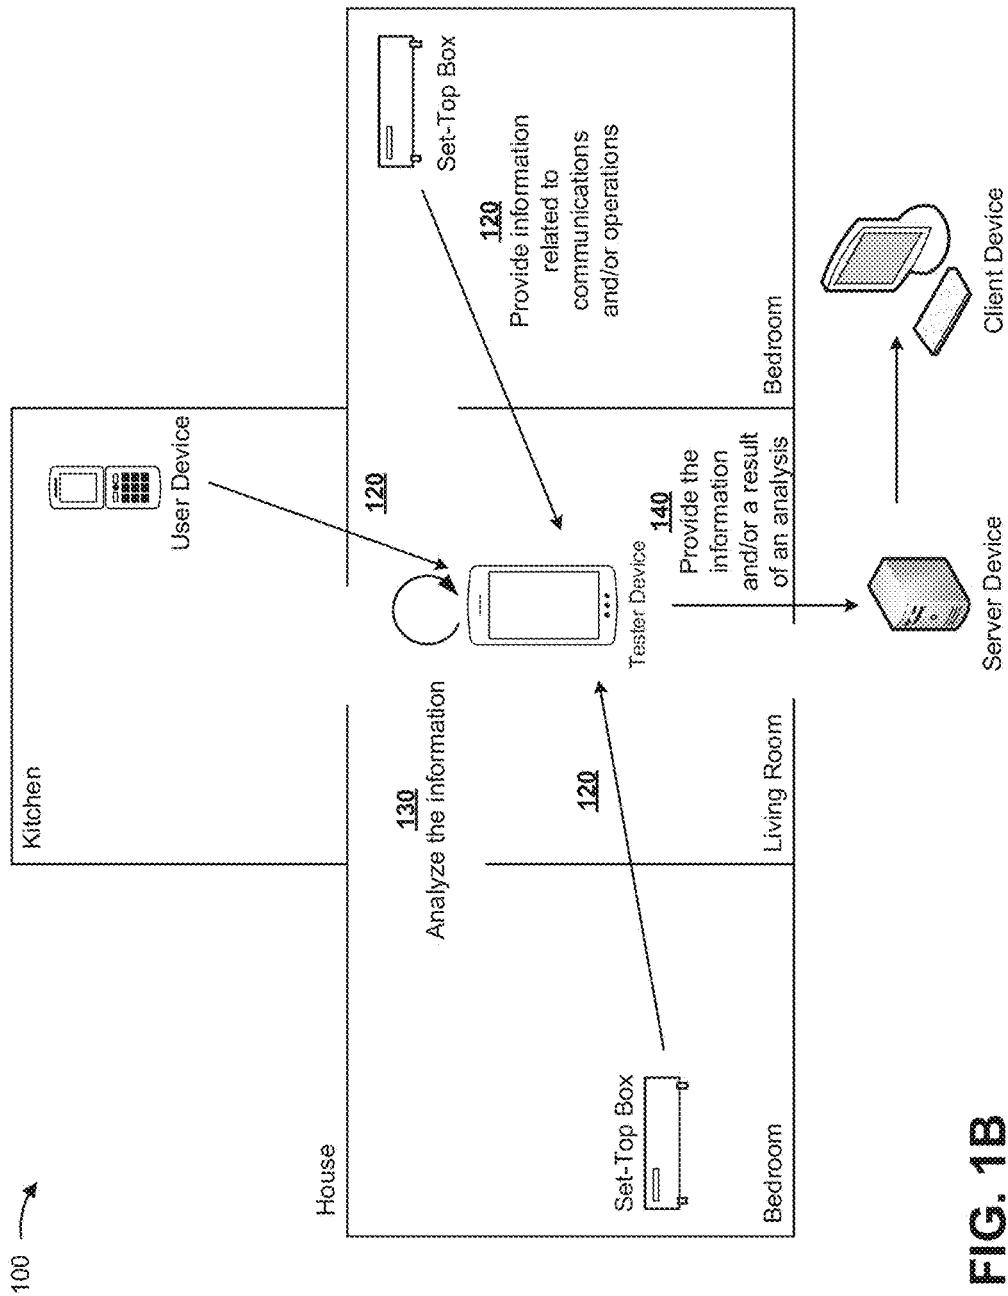 100
House
Kitchen
User Device
Set-Top Box
120
Provide information
related to
communications
and/or operations
120
130
Analyze the information
120
Tester Device
140
Provide the
information
and/or a result
of an analysis
Set-Top Box
Bedroom
Living Room
Bedroom
Server Device
Client Device
FIG. 1B